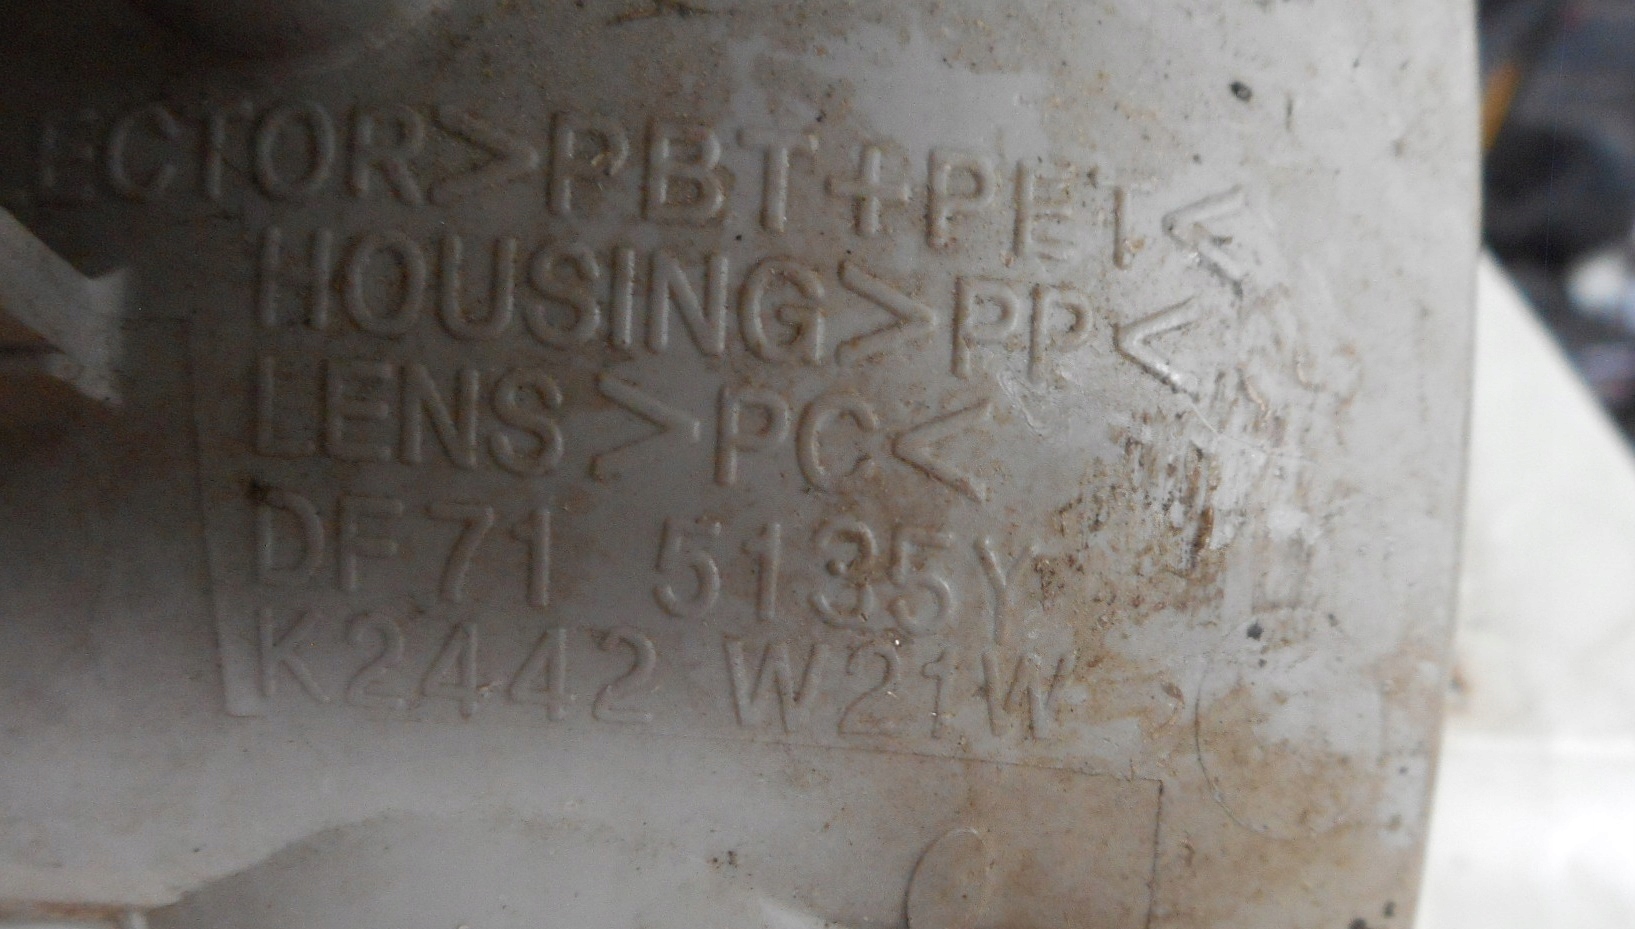 ECTOR>PBT+PET<
HOUSING>PP<
LENS>PC<
DF71 5135Y
K2442 W21W